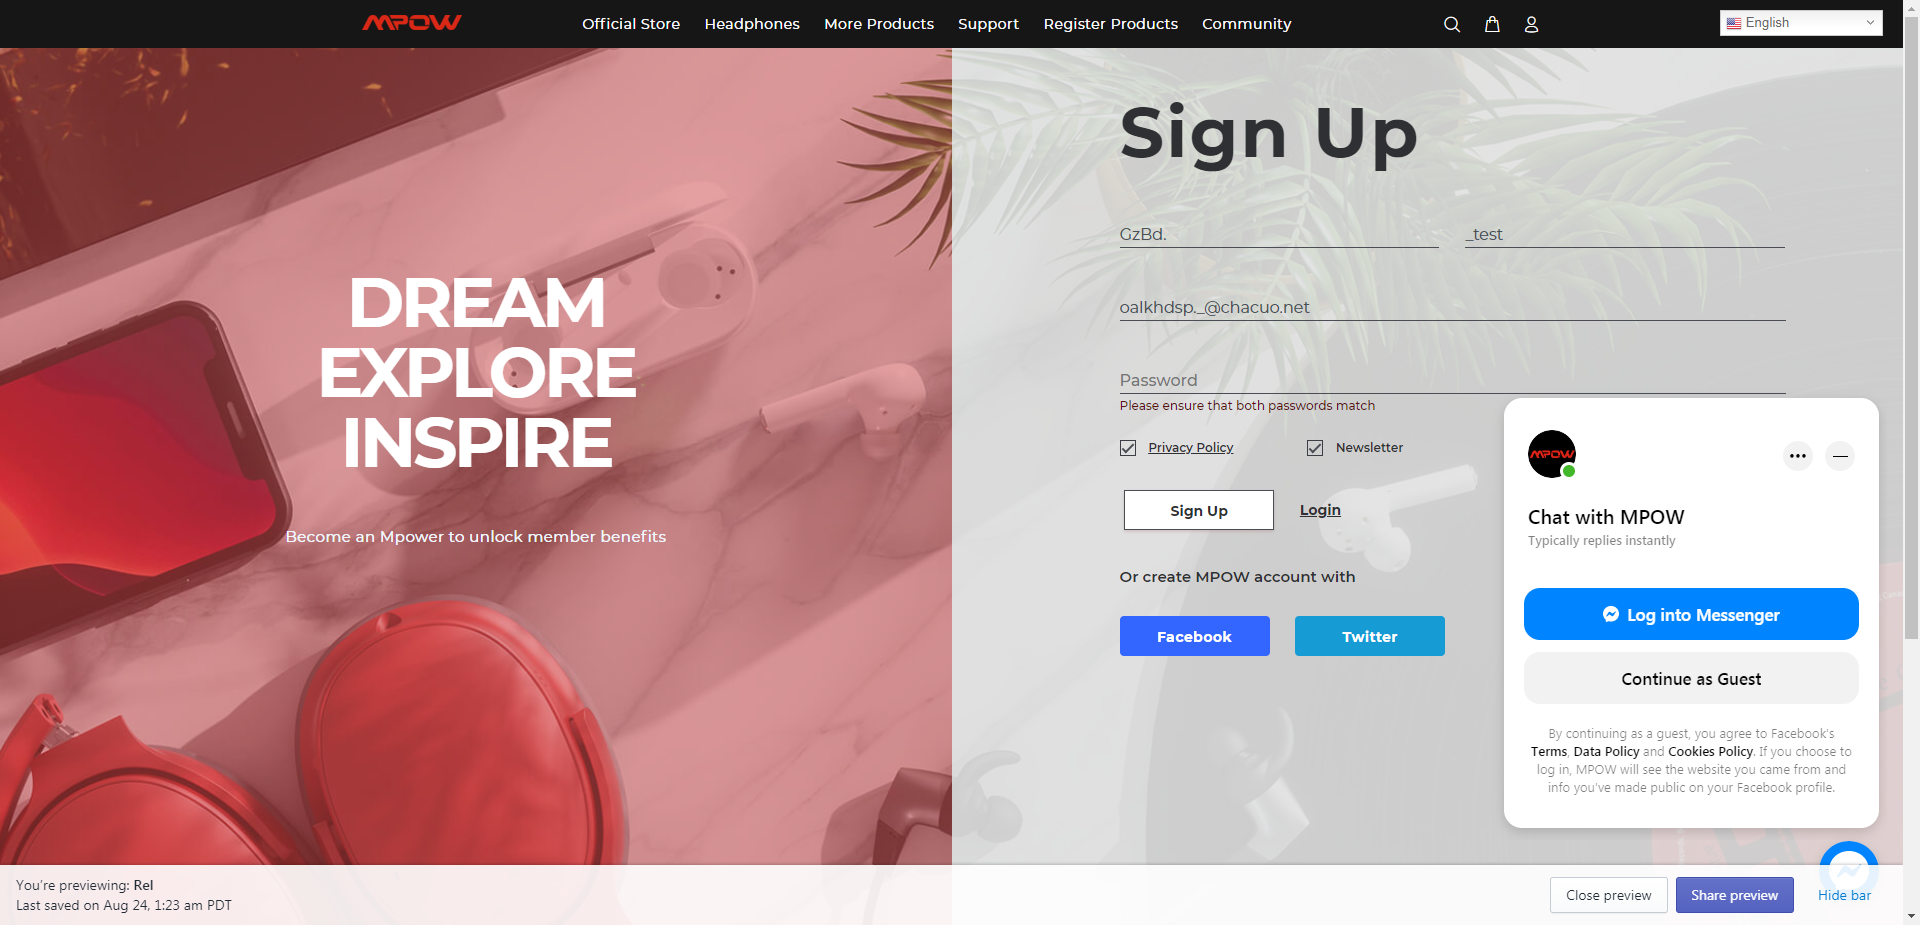 MPOW
Official Store
Headphones
More Products
Support
Register Products
Community
English
DREAM
EXPLORE
INSPIRE
Become an Mpower to unlock member benefits
Sign Up
GzBd.
_test
oalkhdsp._@chacuo.net
Password
Please ensure that both passwords match
Privacy Policy
Newsletter
Sign Up
Login
Or create MPOW account with
Facebook
Twitter
MPOW
Chat with MPOW
Typically replies instantly
Log into Messenger
Continue as Guest
By continuing as a guest, you agree to Facebook's
Terms, Data Policy and Cookies Policy. If you choose to
log in, MPOW will see the website you came from and
info you've made public on your Facebook profile.
You're previewing: Rel
Last saved on Aug 24, 1:23 am PDT
Close preview
Share preview
Hide bar